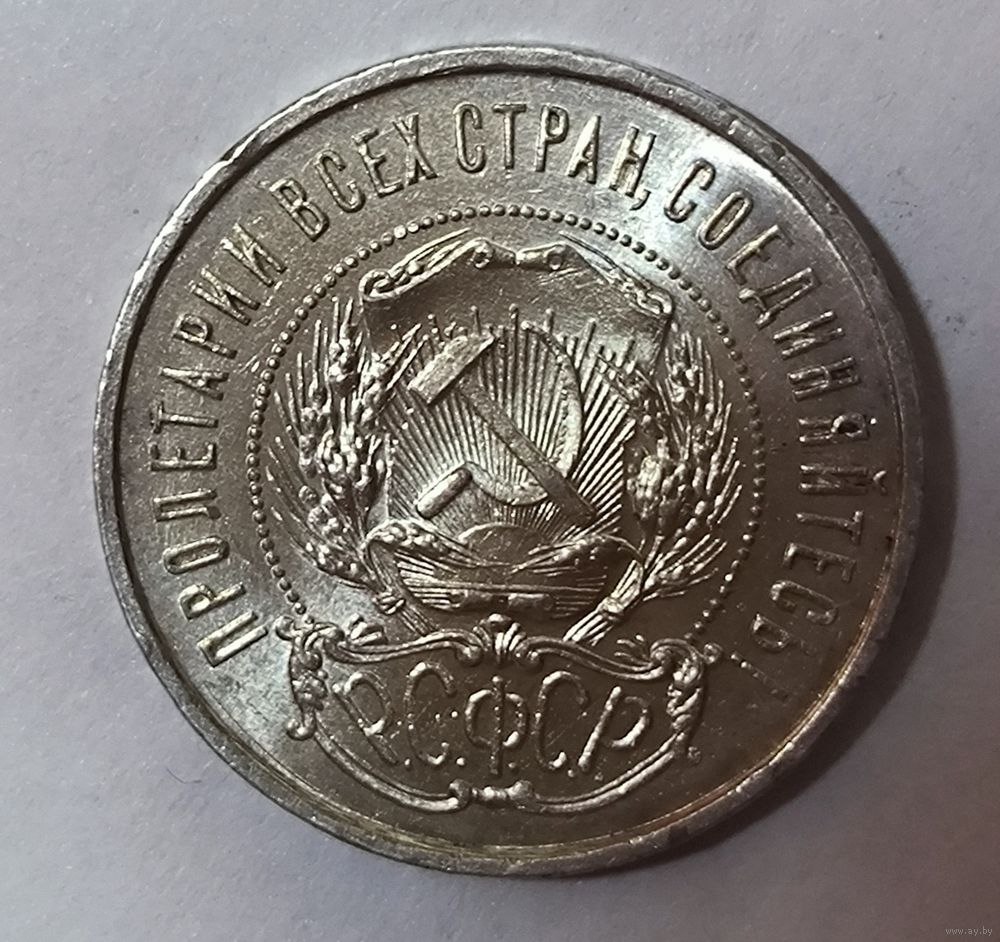 ПРОЛЕТАРИИ ВСЕХ СТРАН, СОЕДИНЯЙТЕСЬ!
Р.С.Ф.С.Р.
www.ay.by